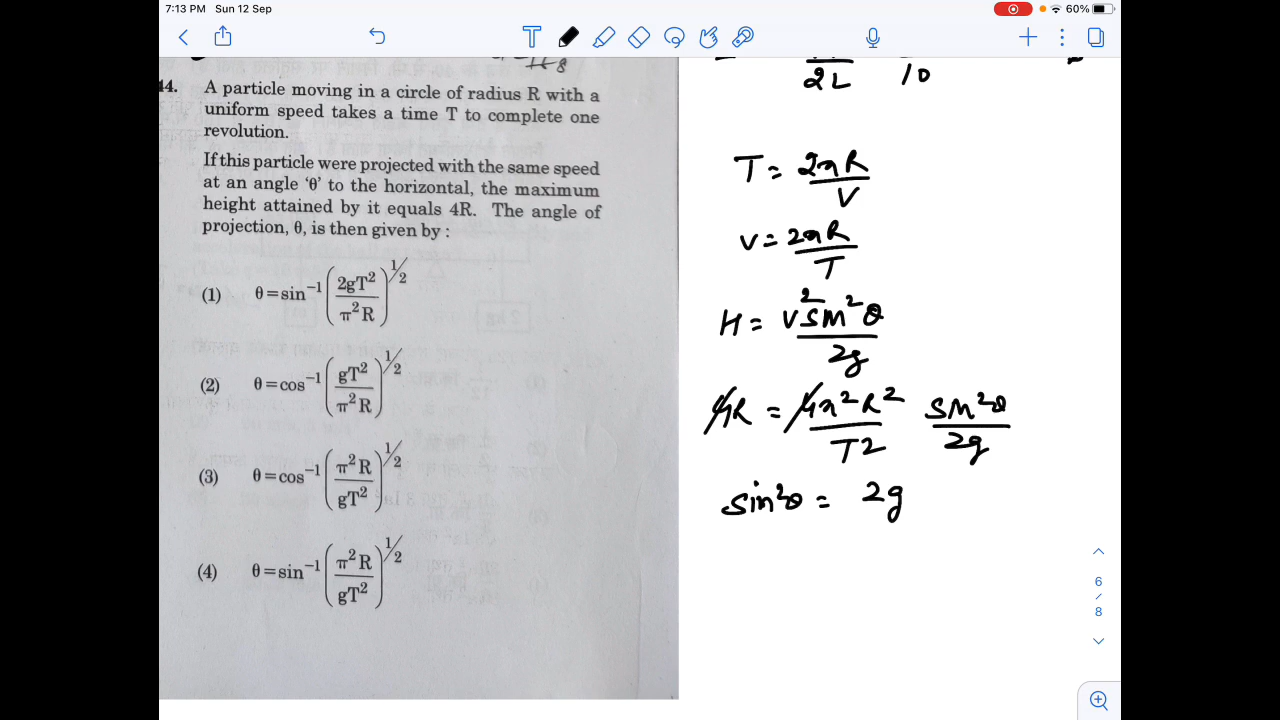 7:13 PM Sun 12 Sep
60%
T
44.
A particle moving in a circle of radius R with a
uniform speed takes a time T to complete one
revolution.
If this particle were projected with the same speed
at an angle ‘θ’ to the horizontal, the maximum
height attained by it equals 4R. The angle of
projection, θ, is then given by :
(1) θ = sin⁻¹ (2gT² / π²R)^1/2
(2) θ = cos⁻¹ (gT² / π²R)^1/2
(3) θ = cos⁻¹ (π²R / gT²)^1/2
(4) θ = sin⁻¹ (π²R / gT²)^1/2
2L
10
T = 2πR / V
V = 2πR / T
H = V² sin²θ / 2g
4R = 4π²R² / T2 sin²θ / 2g
sin²θ = 2g
6
/
8